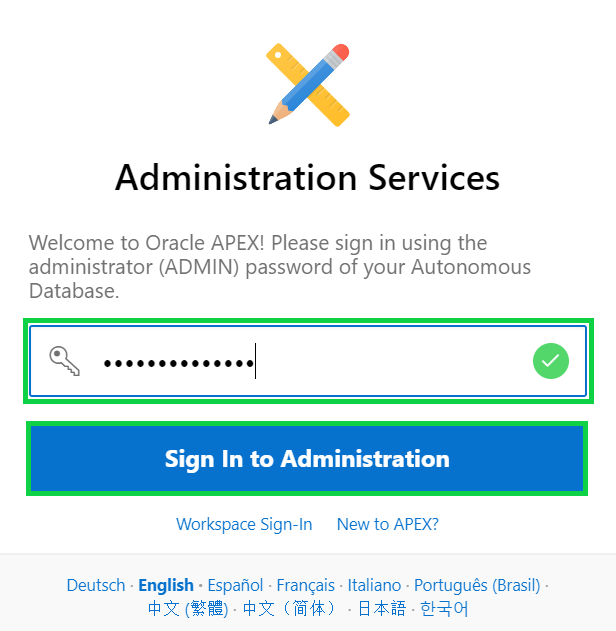 Administration Services
Welcome to Oracle APEX! Please sign in using the
administrator (ADMIN) password of your Autonomous
Database.
••••••••••••••
Sign In to Administration
Workspace Sign-In New to APEX?
Deutsch · English · Español · Français · Italiano · Português (Brasil) ·
中文 (繁體) · 中文（简体） · 日本語 · 한국어